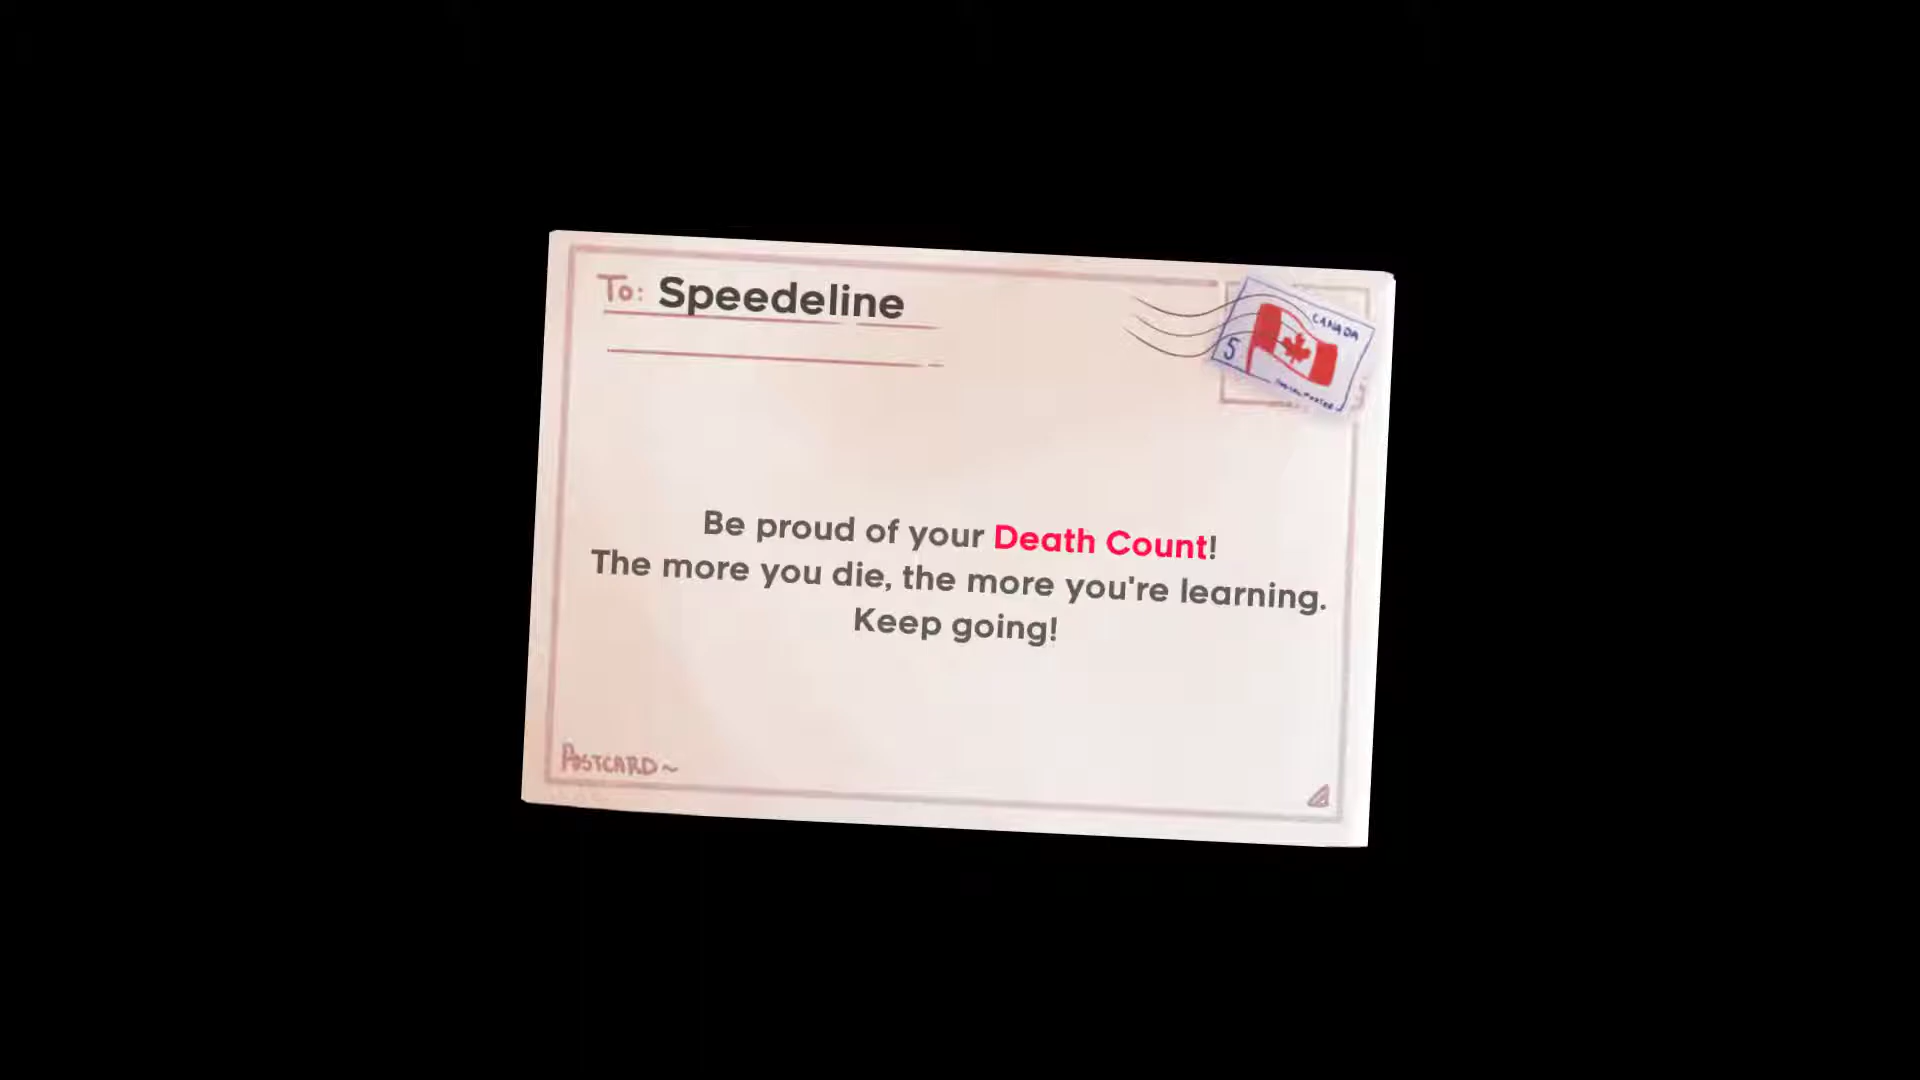 To: Speedeline
CANADA
5
Be proud of your Death Count!
The more you die, the more you're learning.
Keep going!
POSTCARD~